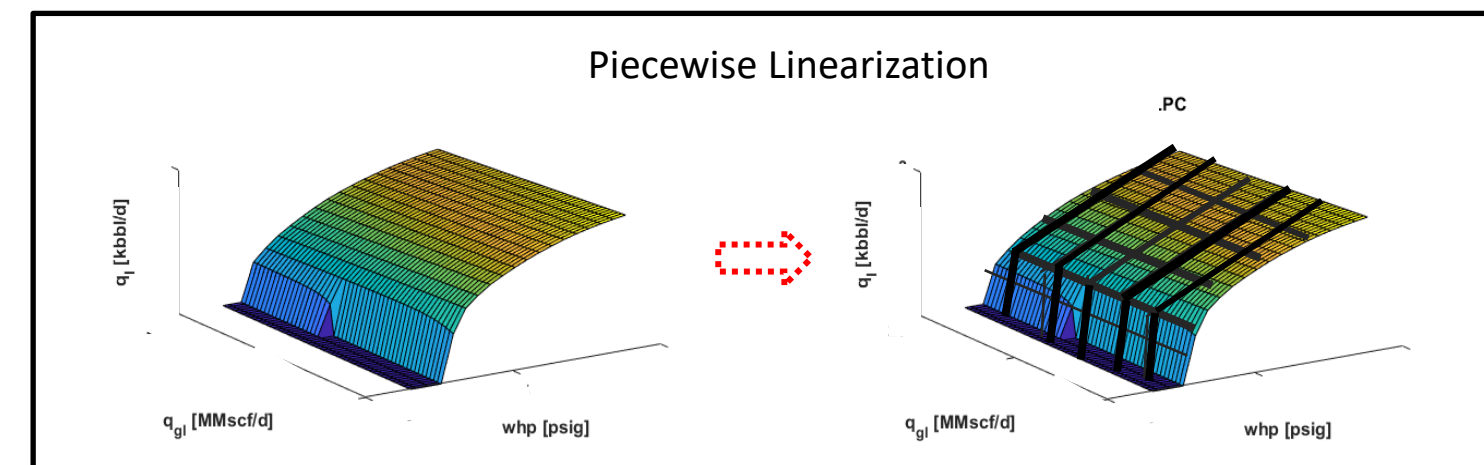 Piecewise Linearization
.PC
q_l [kbbl/d]
q_gl [MMscf/d]
whp [psig]
q_l [kbbl/d]
q_gl [MMscf/d]
whp [psig]